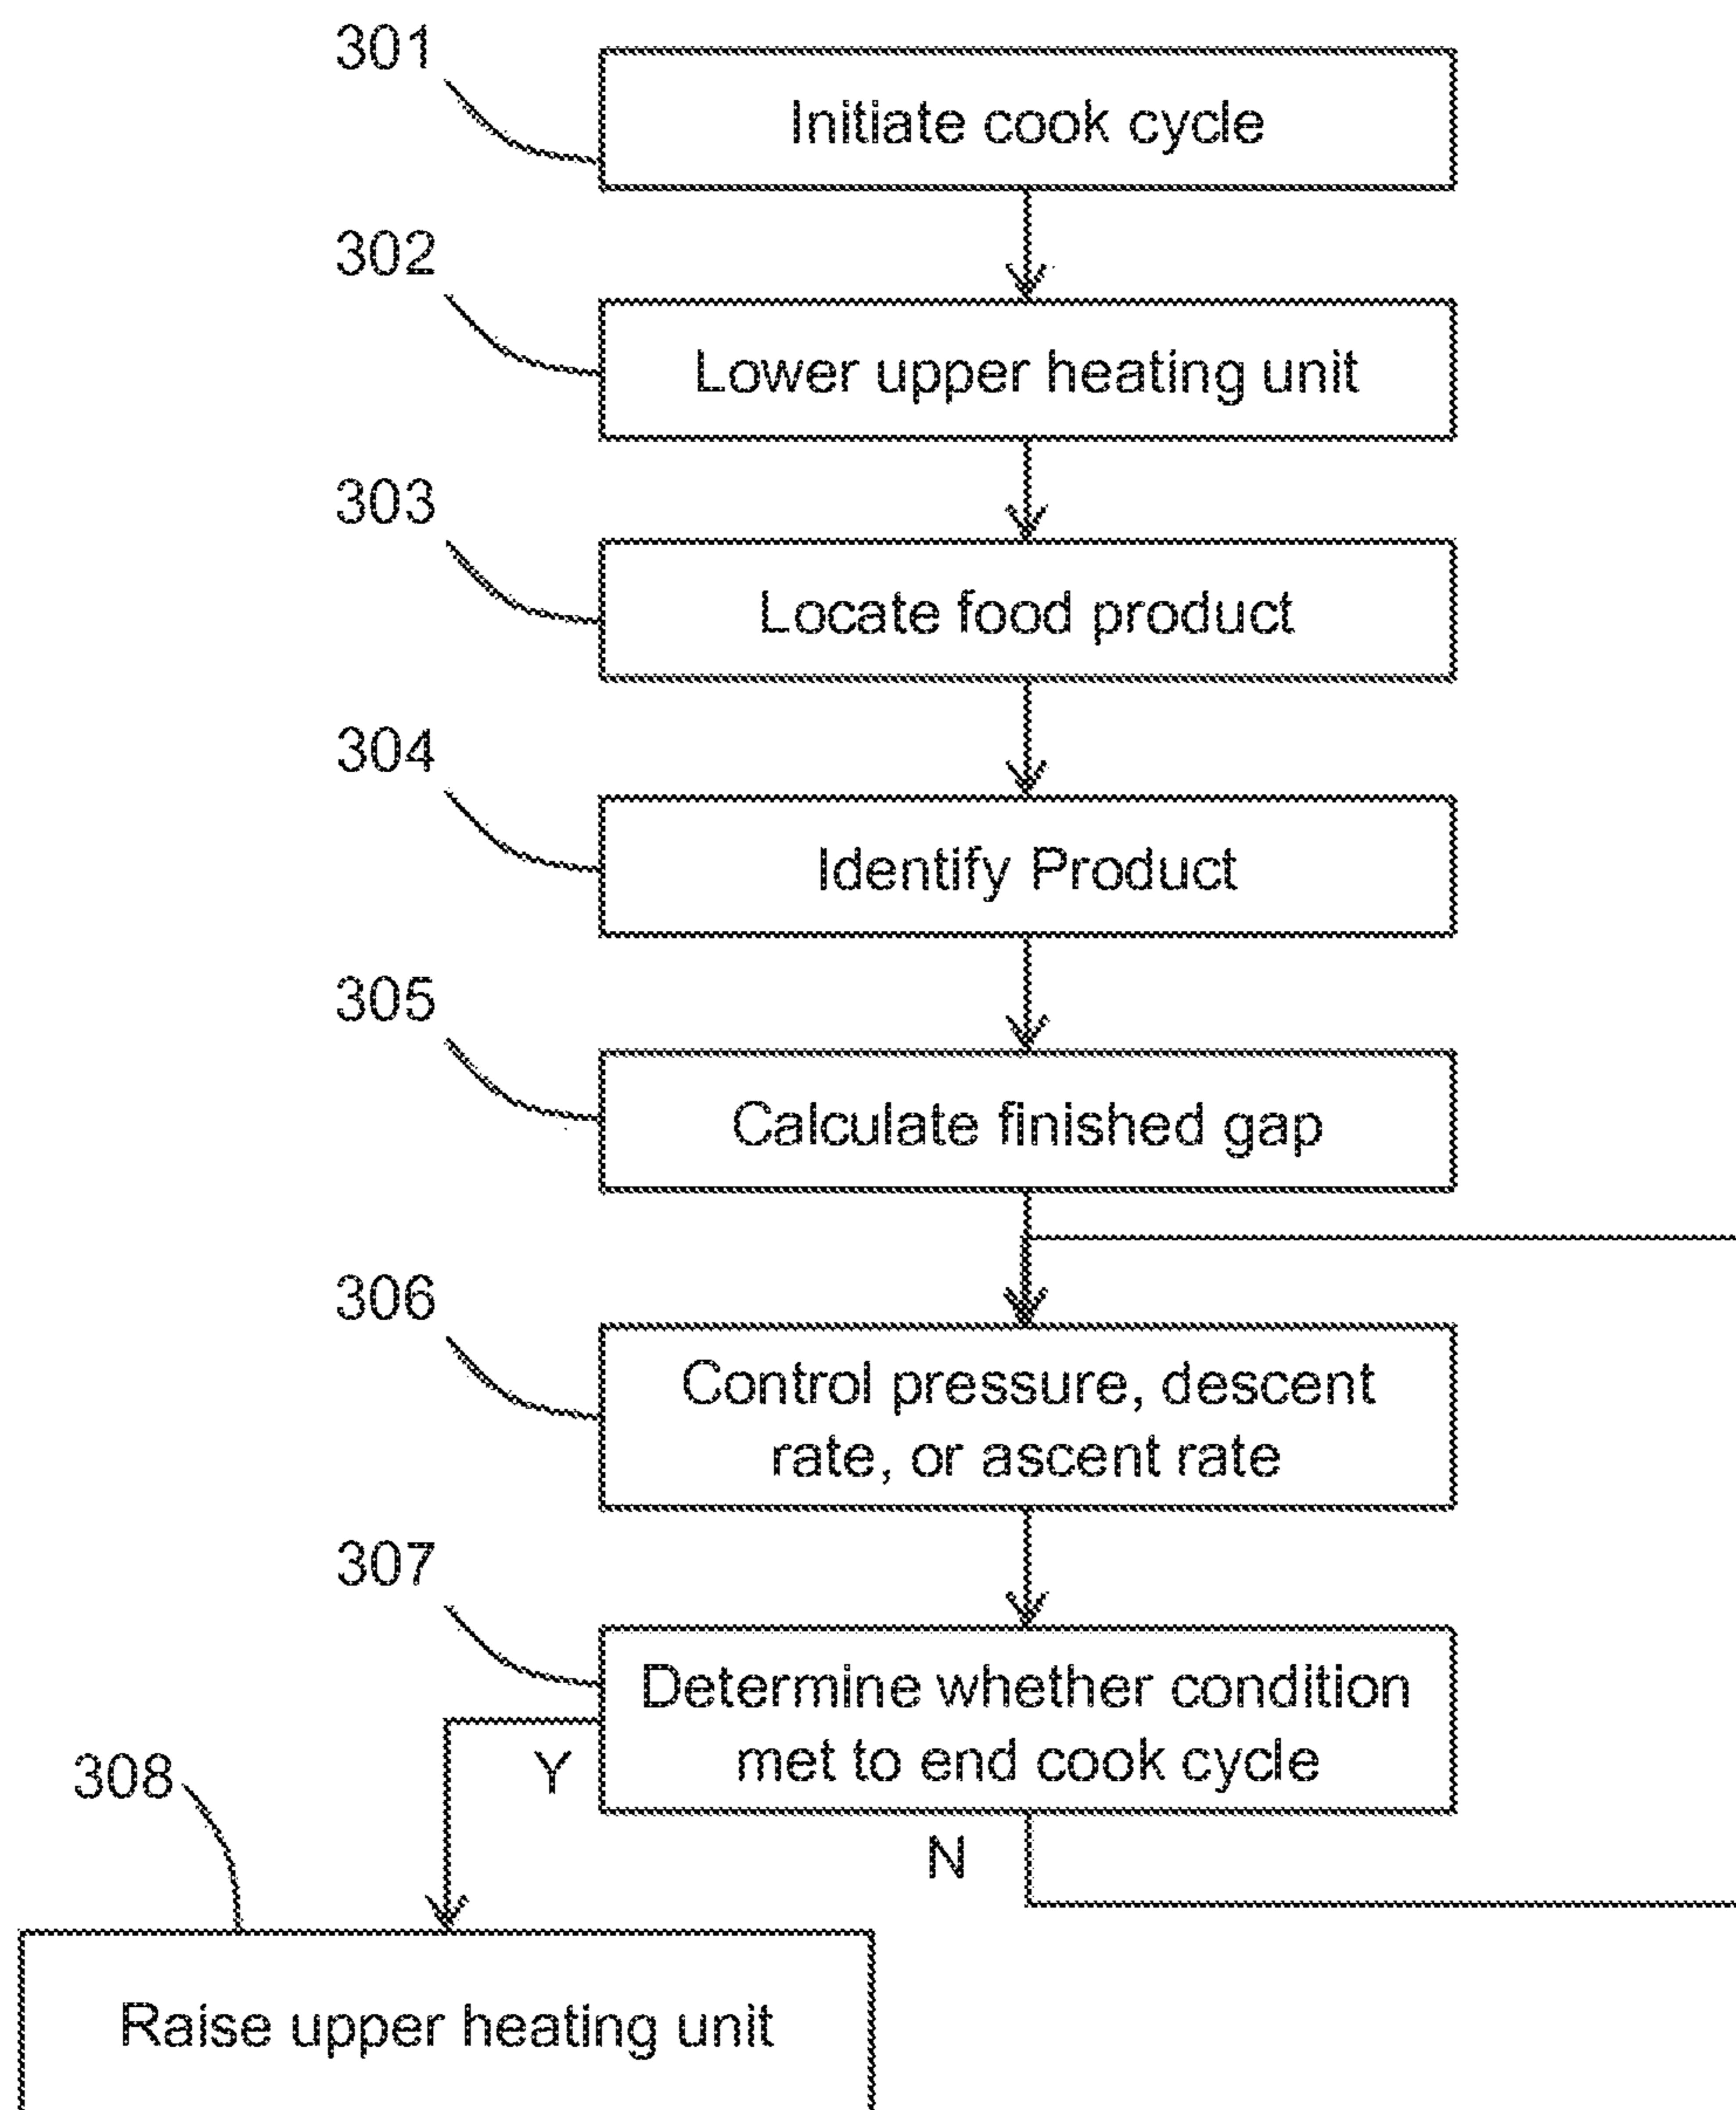 301
Initiate cook cycle
302
Lower upper heating unit
303
Locate food product
304
Identify Product
305
Calculate finished gap
306
Control pressure, descent
rate, or ascent rate
307
Determine whether condition
met to end cook cycle
Y
308
N
Raise upper heating unit